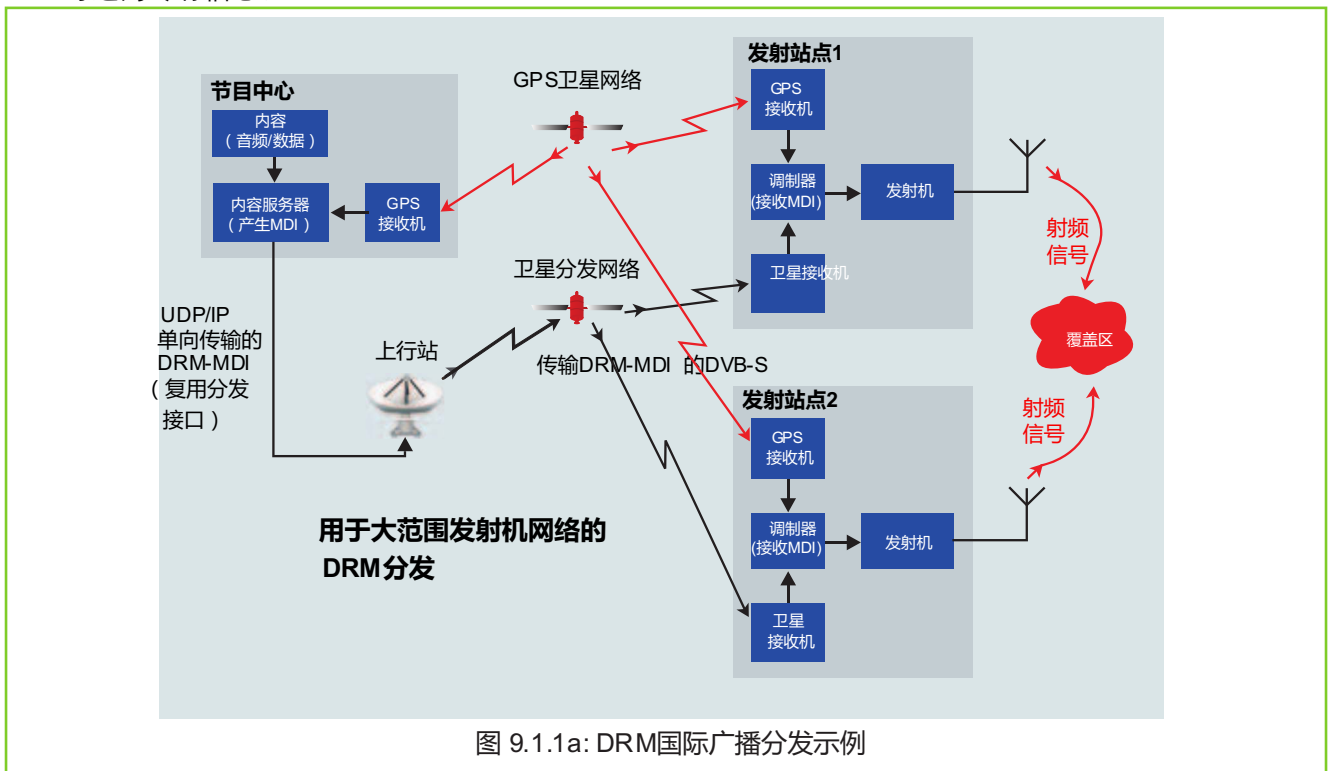 节目中心
内容
（音频/数据）
内容服务器
（产生MDI）
GPS
接收机
UDP/IP
单向传输的
DRM-MDI
（复用分发
接口）
上行站
GPS卫星网络
卫星分发网络
传输DRM-MDI 的DVB-S
用于大范围发射机网络的
DRM分发
发射站点1
GPS
接收机
调制器
(接收MDI)
发射机
卫星接收机
射频
信号
覆盖区
发射站点2
GPS
接收机
调制器
(接收MDI)
发射机
卫星
接收机
射频
信号
图 9.1.1a: DRM国际广播分发示例